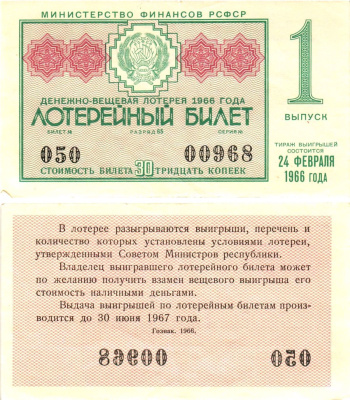 МИНИСТЕРСТВО ФИНАНСОВ РСФСР
ДЕНЕЖНО-ВЕЩЕВАЯ ЛОТЕРЕЯ 1966 ГОДА
ЛОТЕРЕЙНЫЙ БИЛЕТ
БИЛЕТ № РАЗРЯД 65 СЕРИЯ №
050 00968
СТОИМОСТЬ БИЛЕТА 30 ТРИДЦАТЬ КОПЕЕК
1
ВЫПУСК
ТИРАЖ ВЫИГРЫШЕЙ
СОСТОИТСЯ
24 ФЕВРАЛЯ
1966 ГОДА
В лотерее разыгрываются выигрыши, перечень и
количество которых установлены условиями лотереи,
утвержденными Советом Министров республики.
Владелец выигравшего лотерейного билета может
по желанию получить взамен вещевого выигрыша его
стоимость наличными деньгами.
Выдача выигрышей по лотерейным билетам произ-
водится до 30 июня 1967 года.
Гознак. 1966.
00968 050